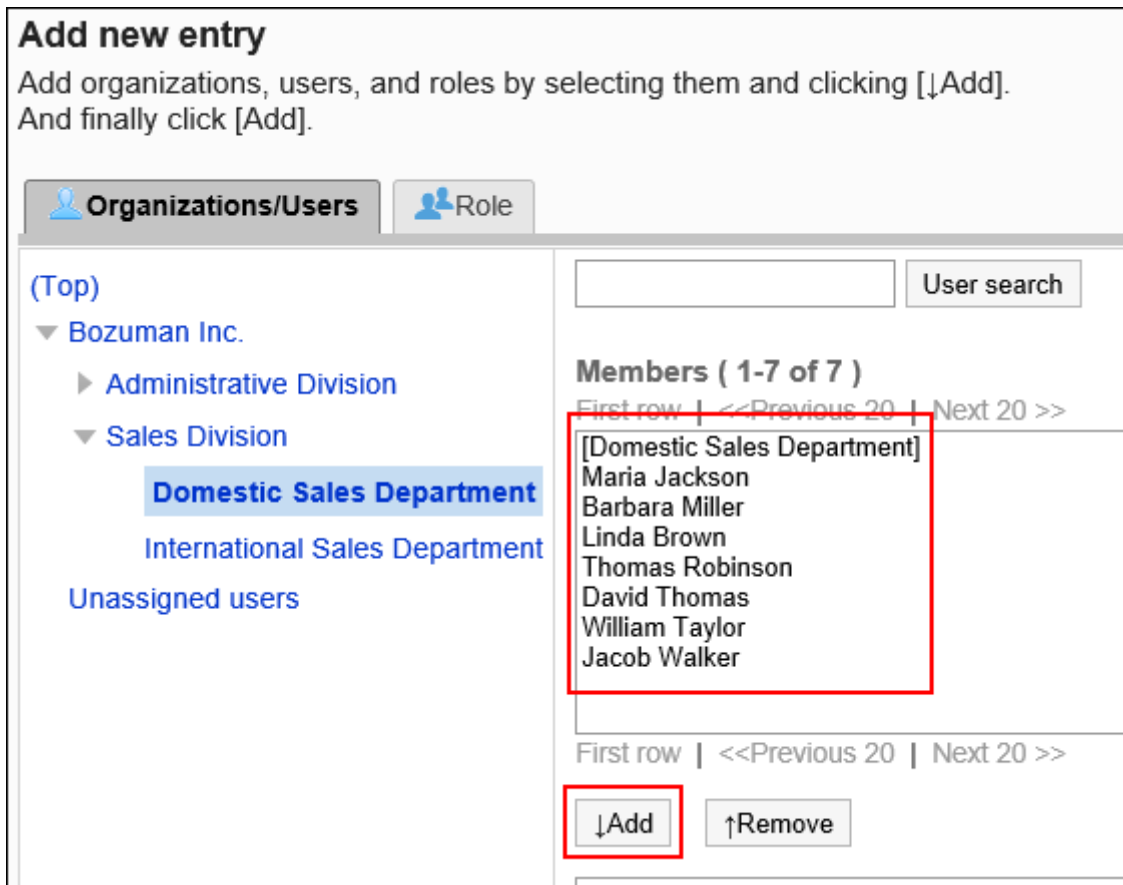 Add new entry
Add organizations, users, and roles by selecting them and clicking [↓Add].
And finally click [Add].
Organizations/Users
Role
(Top)
Bozuman Inc.
Administrative Division
Sales Division
Domestic Sales Department
International Sales Department
Unassigned users
User search
Members ( 1-7 of 7 )
First row | <<Previous 20 | Next 20 >>
[Domestic Sales Department]
Maria Jackson
Barbara Miller
Linda Brown
Thomas Robinson
David Thomas
William Taylor
Jacob Walker
First row | <<Previous 20 | Next 20 >>
↓Add
↑Remove